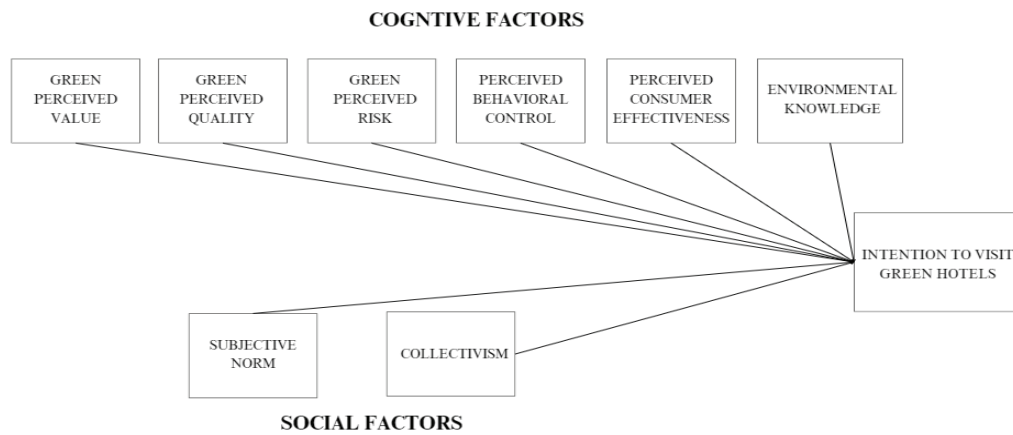 COGNTIVE FACTORS
GREEN
PERCEIVED
VALUE
GREEN
PERCEIVED
QUALITY
GREEN
PERCEIVED
RISK
PERCEIVED
BEHAVIORAL
CONTROL
PERCEIVED
CONSUMER
EFFECTIVENESS
ENVIRONMENTAL
KNOWLEDGE
INTENTION TO VISIT
GREEN HOTELS
SUBJECTIVE
NORM
COLLECTIVISM
SOCIAL FACTORS